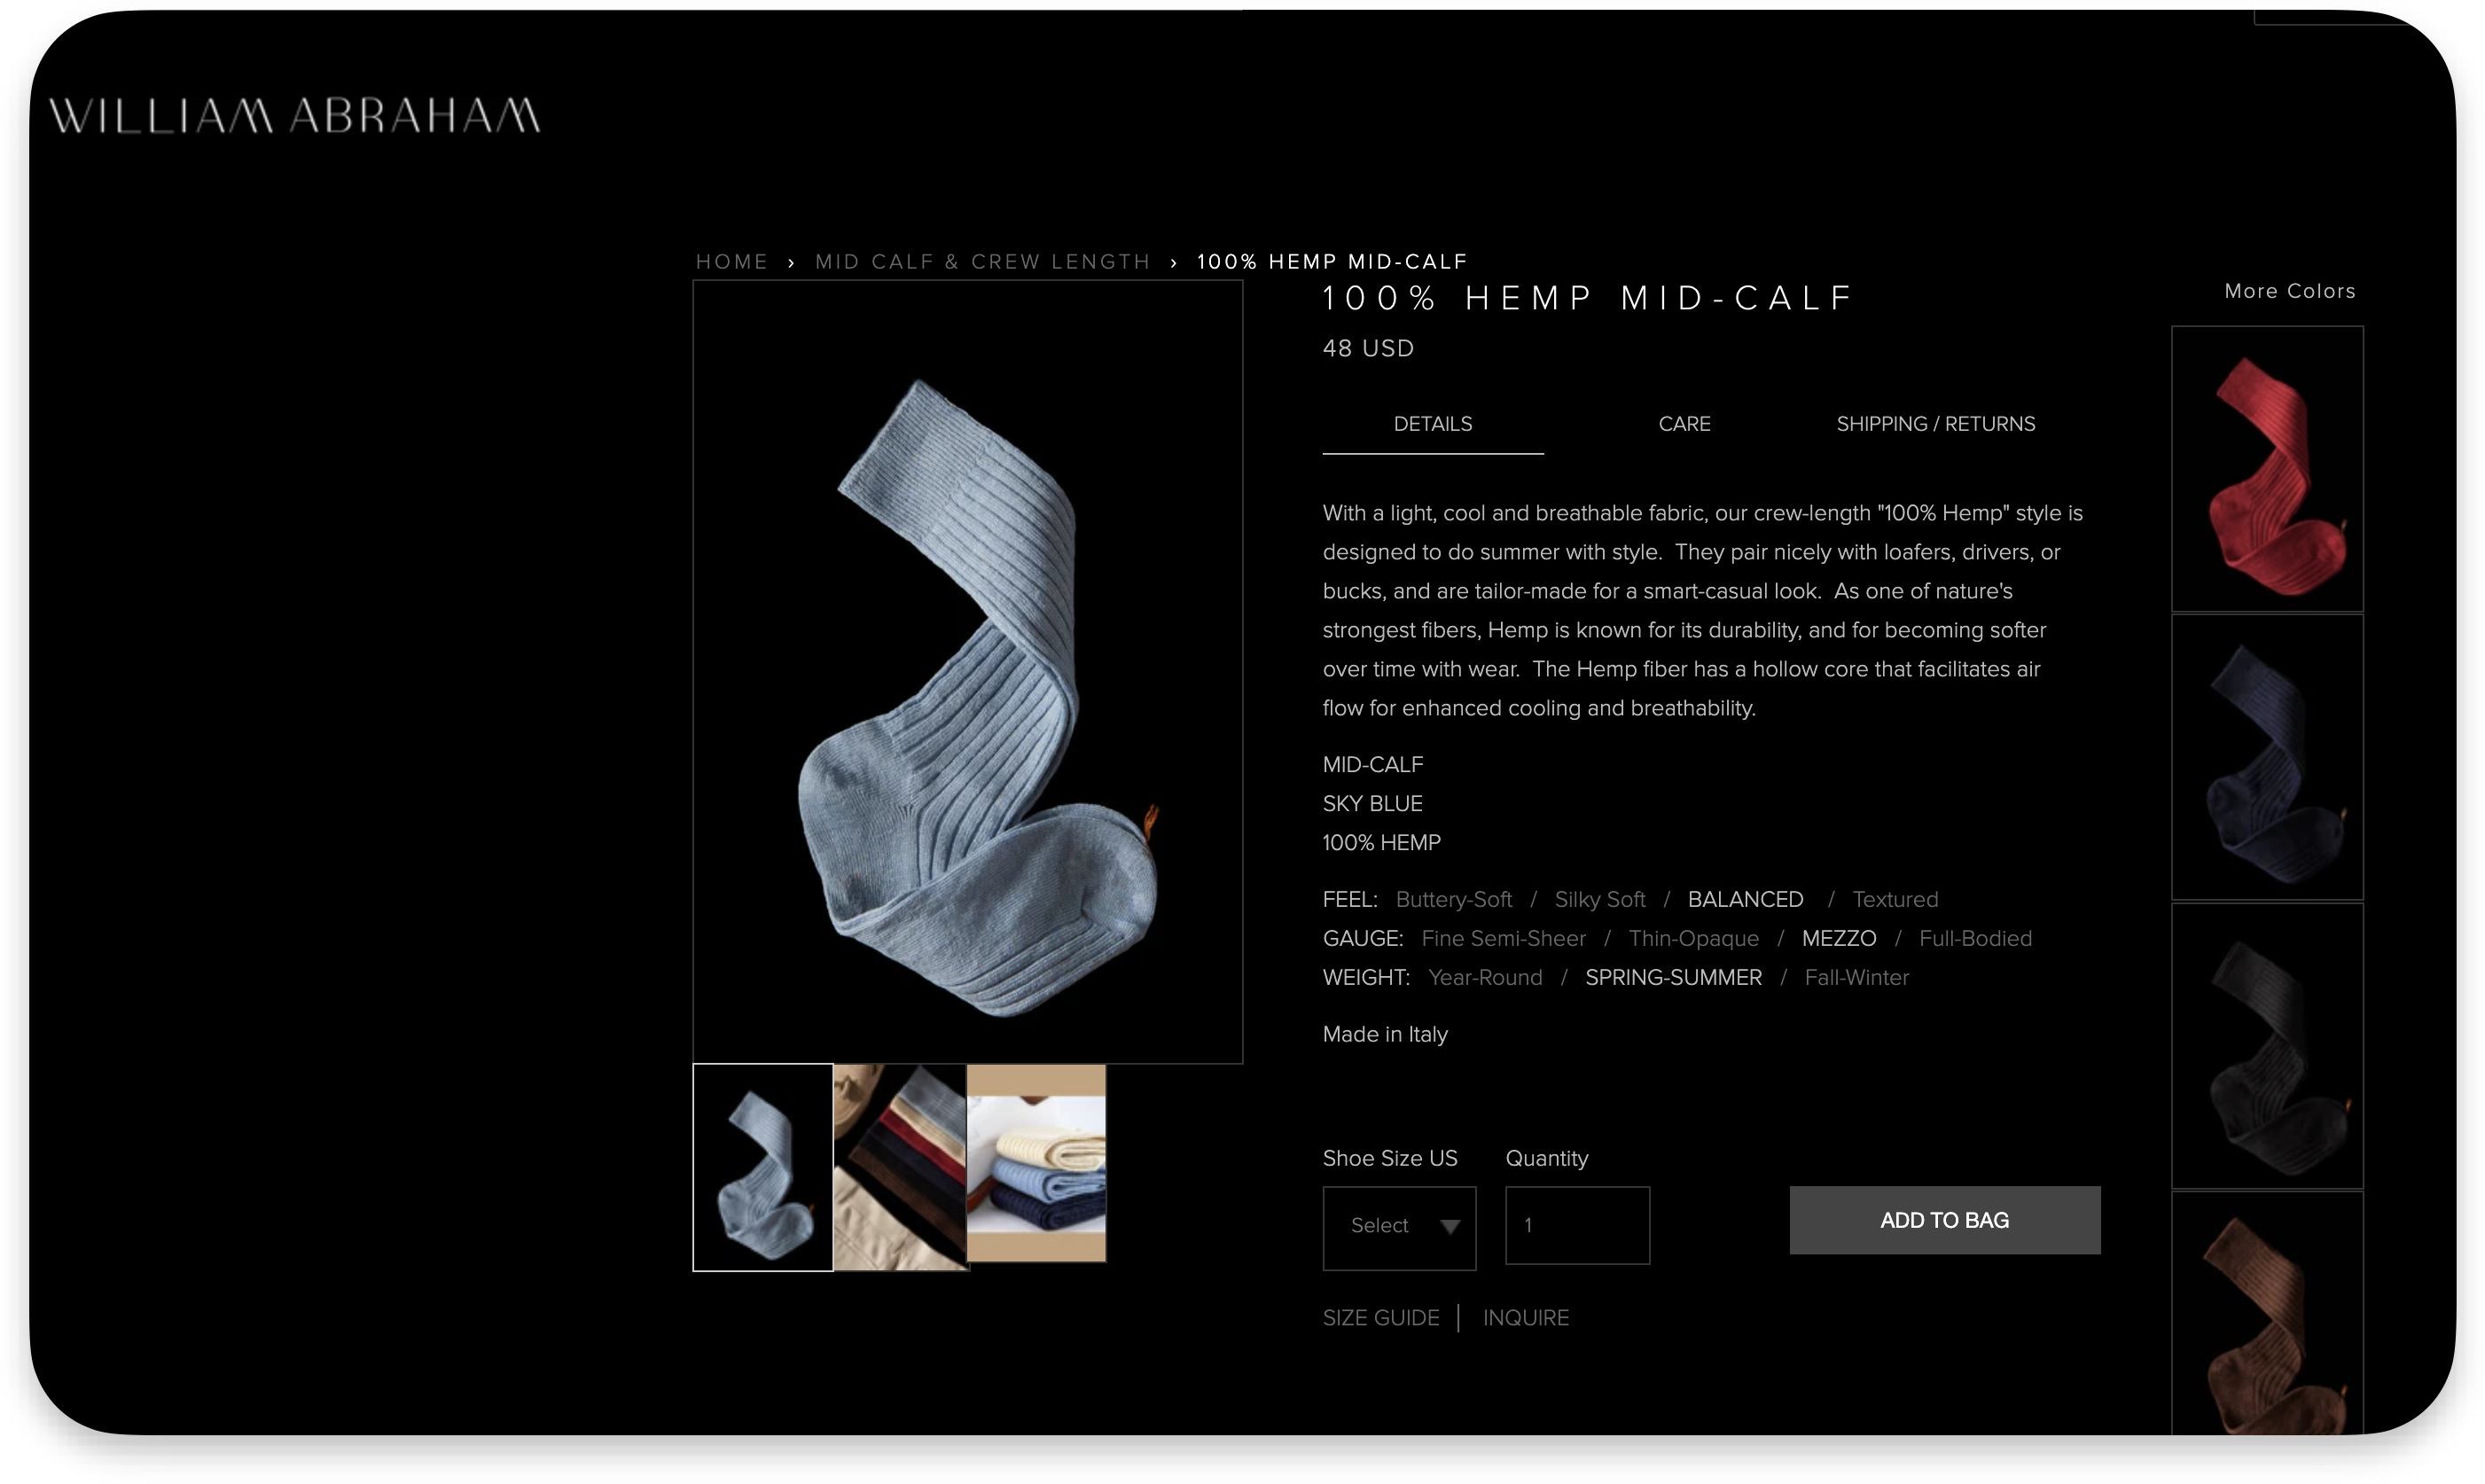 WILLIAM ABRAHAM
HOME › MID CALF & CREW LENGTH › 100% HEMP MID-CALF
100% HEMP MID-CALF
48 USD
More Colors
DETAILS CARE SHIPPING / RETURNS
With a light, cool and breathable fabric, our crew-length "100% Hemp" style is
designed to do summer with style. They pair nicely with loafers, drivers, or
bucks, and are tailor-made for a smart-casual look. As one of nature's
strongest fibers, Hemp is known for its durability, and for becoming softer
over time with wear. The Hemp fiber has a hollow core that facilitates air
flow for enhanced cooling and breathability.
MID-CALF
SKY BLUE
100% HEMP
FEEL: Buttery-Soft / Silky Soft / BALANCED / Textured
GAUGE: Fine Semi-Sheer / Thin-Opaque / MEZZO / Full-Bodied
WEIGHT: Year-Round / SPRING-SUMMER / Fall-Winter
Made in Italy
Shoe Size US Quantity
Select 1 ADD TO BAG
SIZE GUIDE | INQUIRE